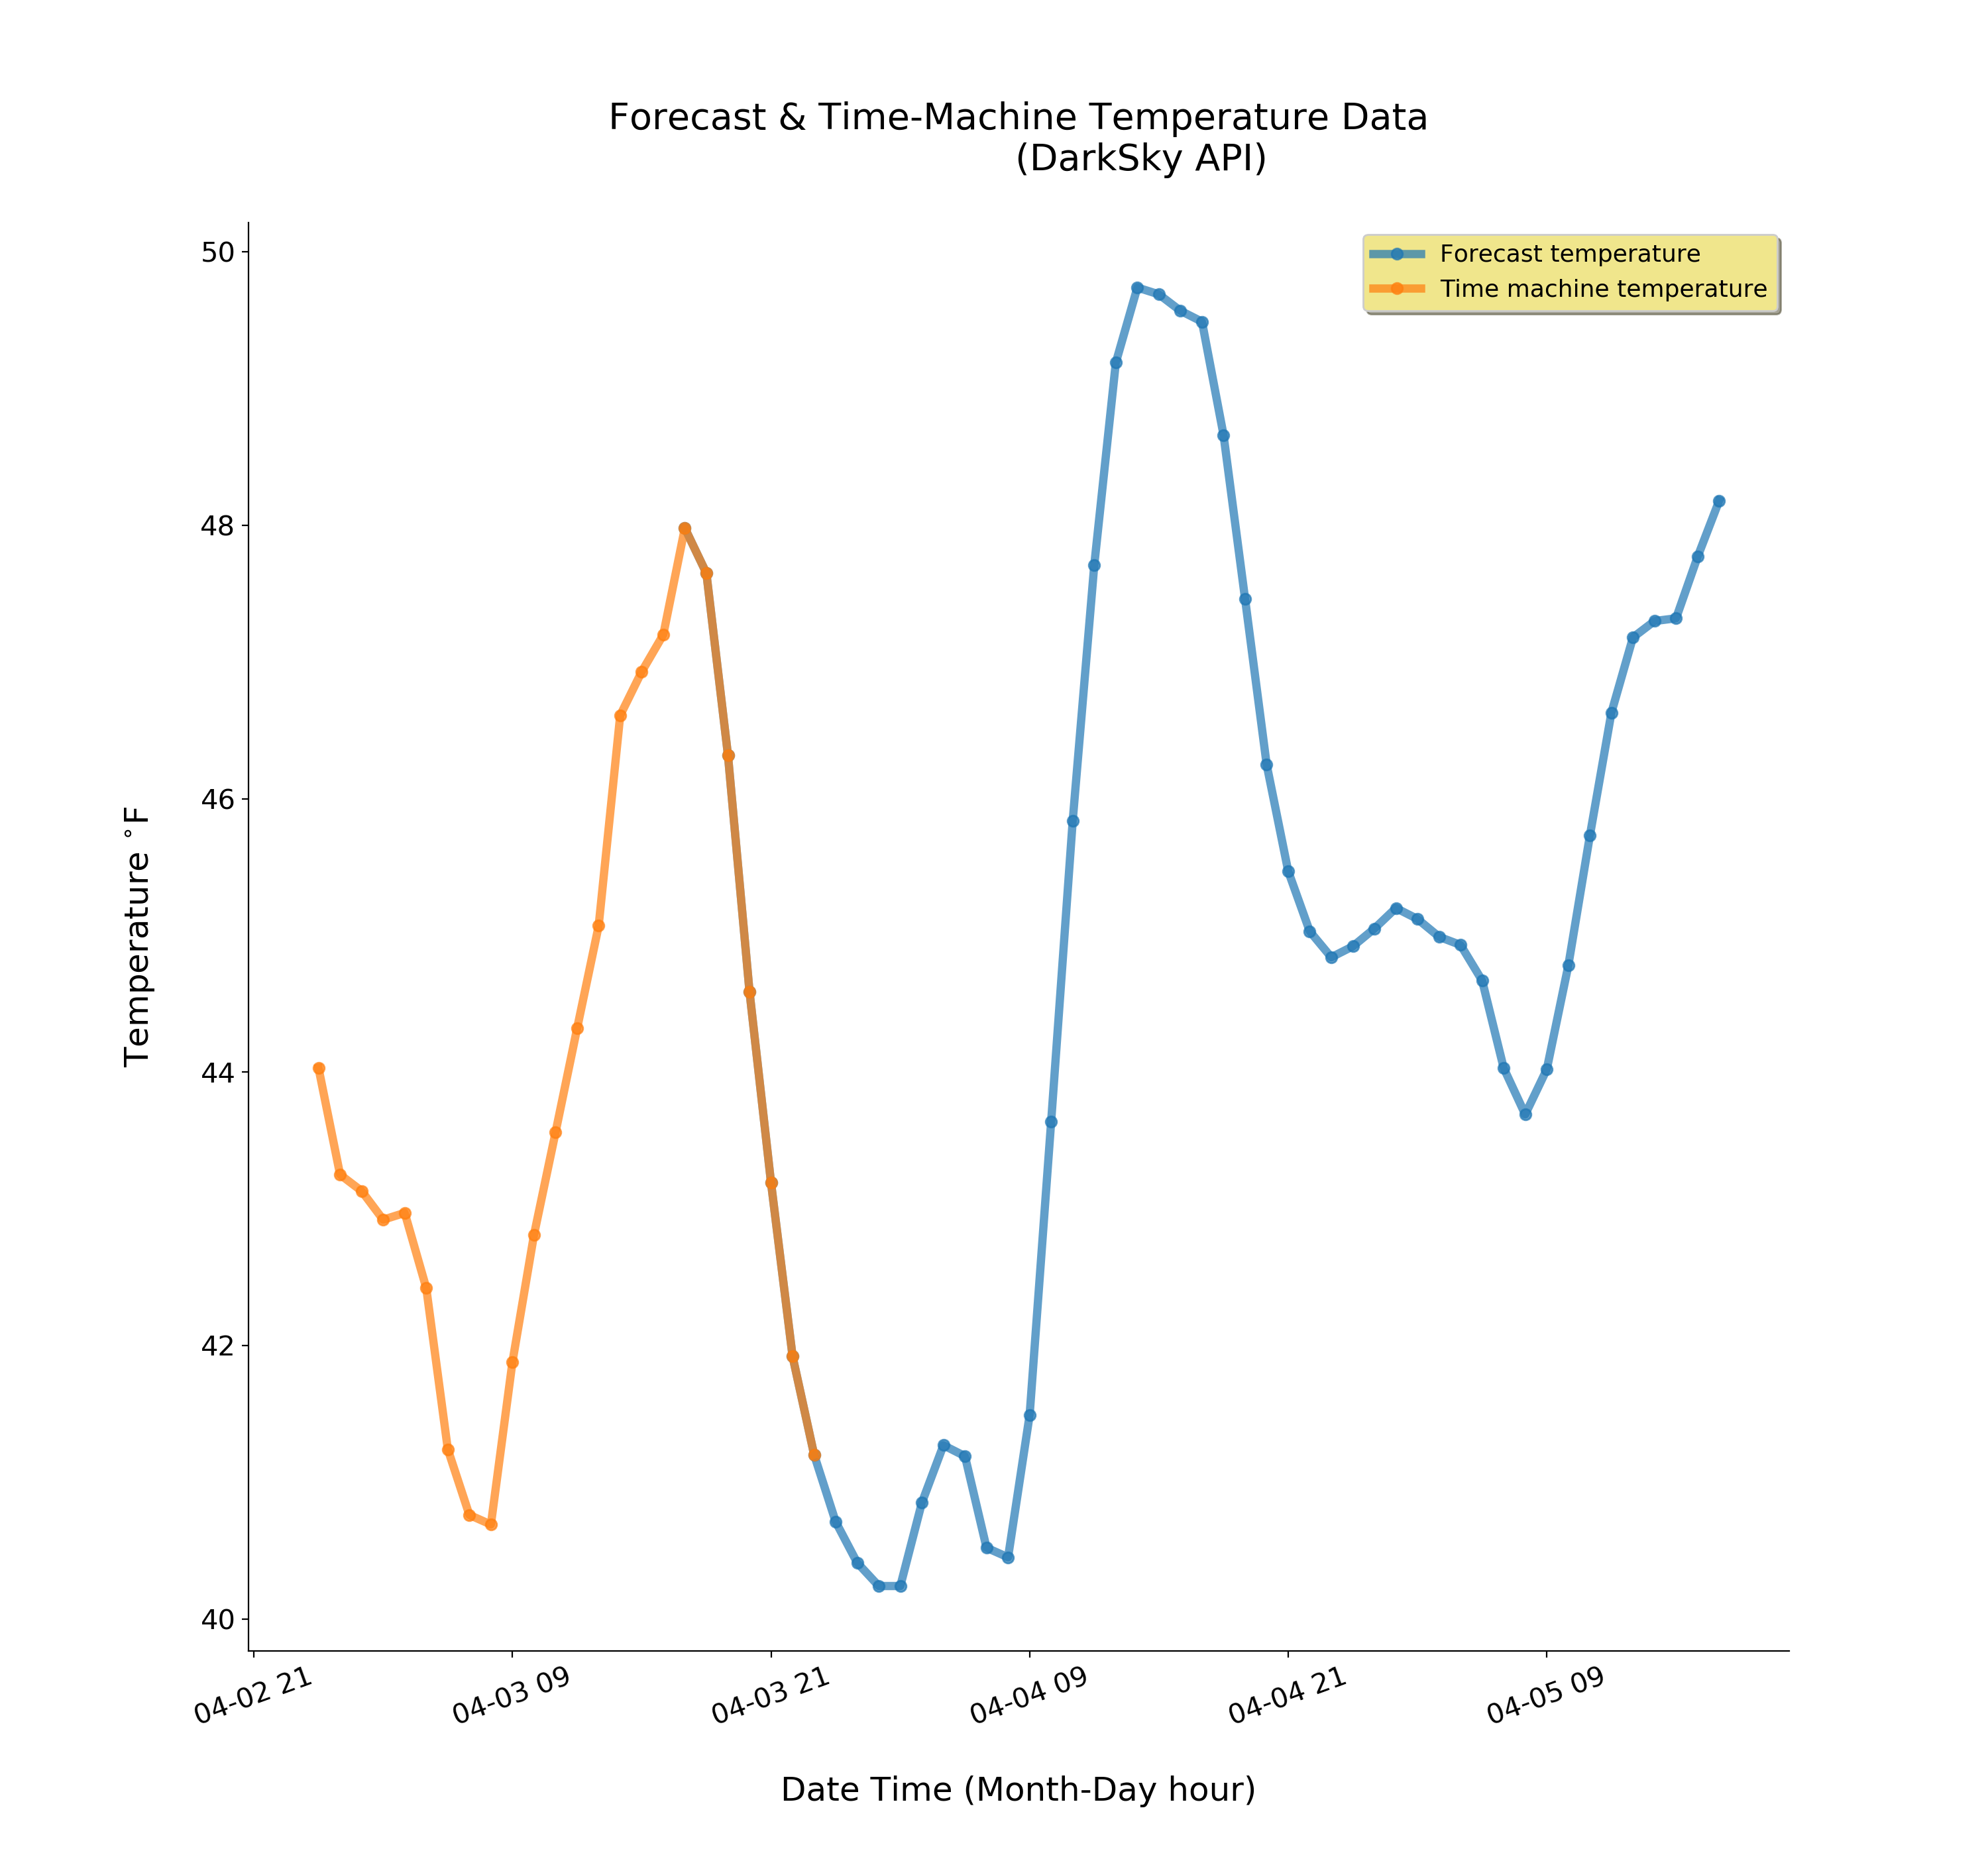 Forecast & Time-Machine Temperature Data
(DarkSky API)
Forecast temperature
Time machine temperature
Temperature °F
50
48
46
44
42
40
04-02 21
04-03 09
04-03 21
04-04 09
04-04 21
04-05 09
Date Time (Month-Day hour)